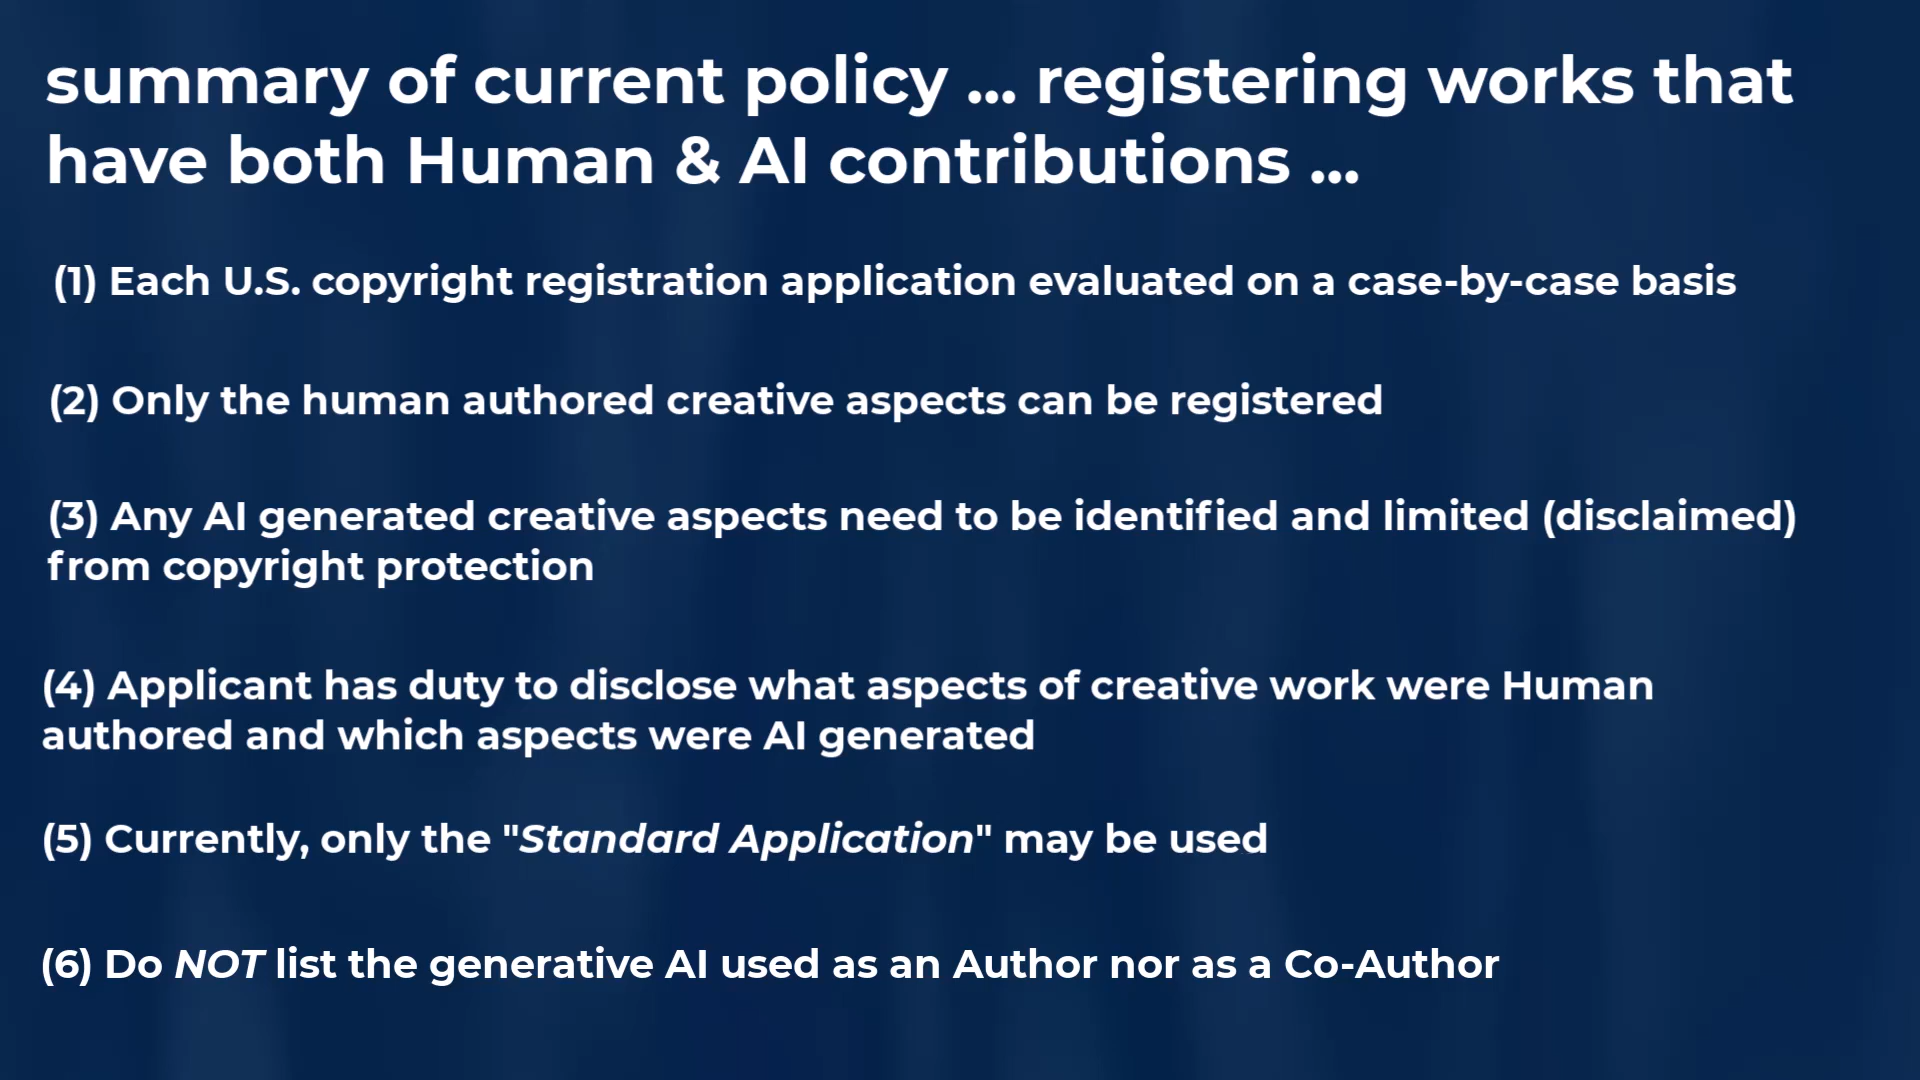 summary of current policy ... registering works that
have both Human & AI contributions ...
(1) Each U.S. copyright registration application evaluated on a case-by-case basis
(2) Only the human authored creative aspects can be registered
(3) Any AI generated creative aspects need to be identified and limited (disclaimed)
from copyright protection
(4) Applicant has duty to disclose what aspects of creative work were Human
authored and which aspects were AI generated
(5) Currently, only the "Standard Application" may be used
(6) Do NOT list the generative AI used as an Author nor as a Co-Author